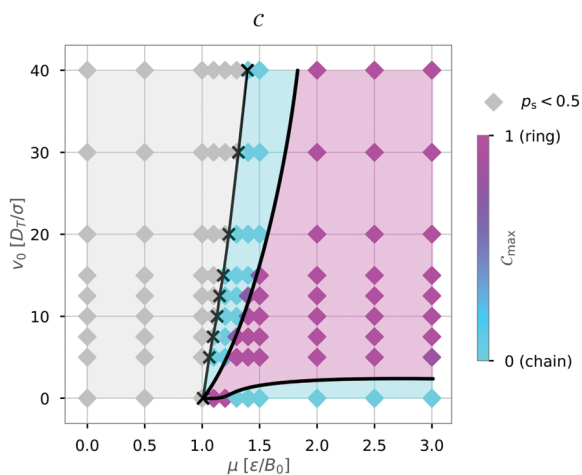 𝒞
40
30
20
10
0
v₀ [D_T/σ]
0.0 0.5 1.0 1.5 2.0 2.5 3.0
μ [ε/B₀]
pₛ < 0.5
1 (ring)
𝒞_max
0 (chain)